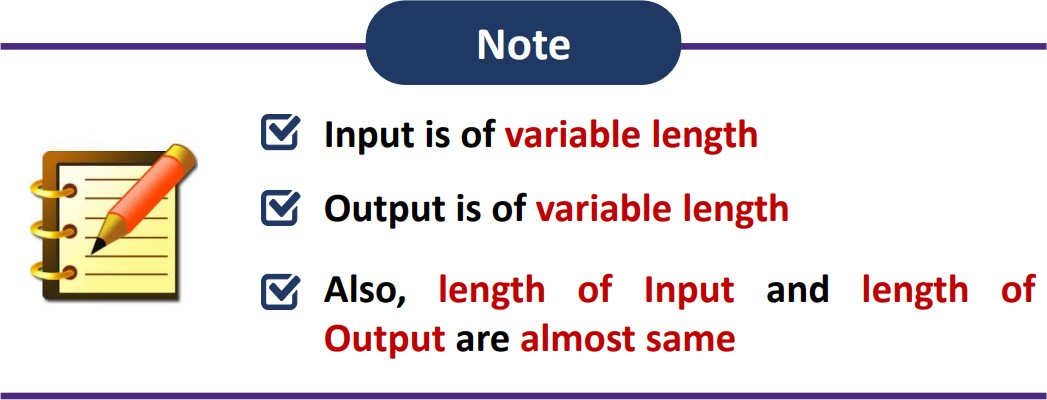 Note
Input is of variable length
Output is of variable length
Also, length of Input and length of
Output are almost same